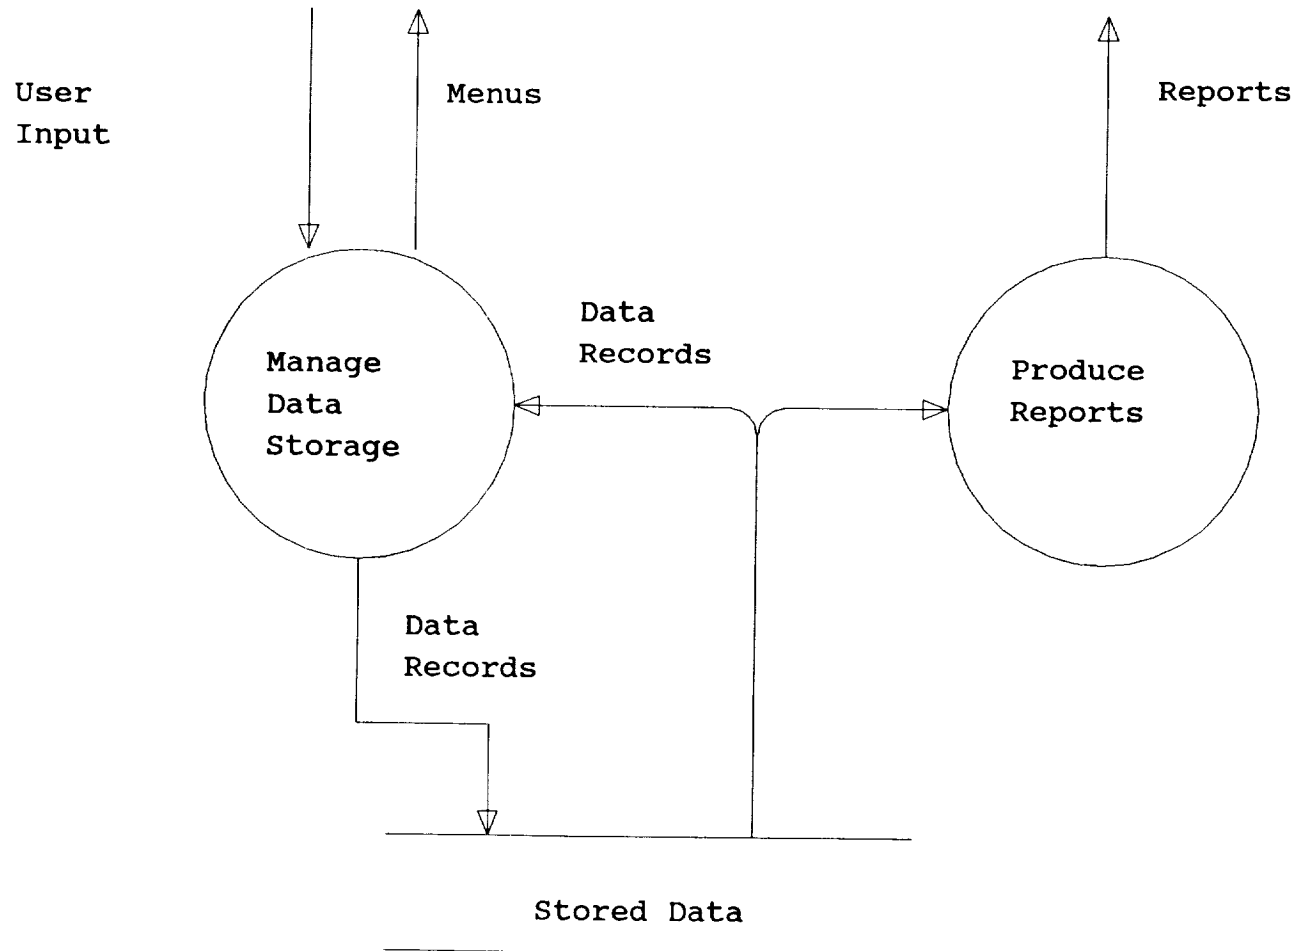 User
Input
Menus
Reports
Data
Records
Manage
Data
Storage
Produce
Reports
Data
Records
Stored Data